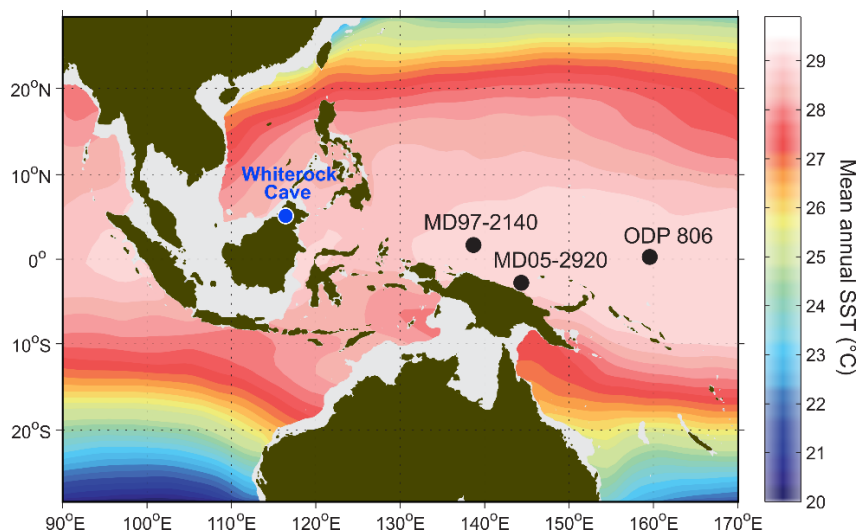 20°N
10°N
0°
10°S
20°S
Whiterock
Cave
MD97-2140
MD05-2920
ODP 806
90°E
100°E
110°E
120°E
130°E
140°E
150°E
160°E
170°E
29
28
27
26
25
24
23
22
21
20
Mean annual SST (°C)